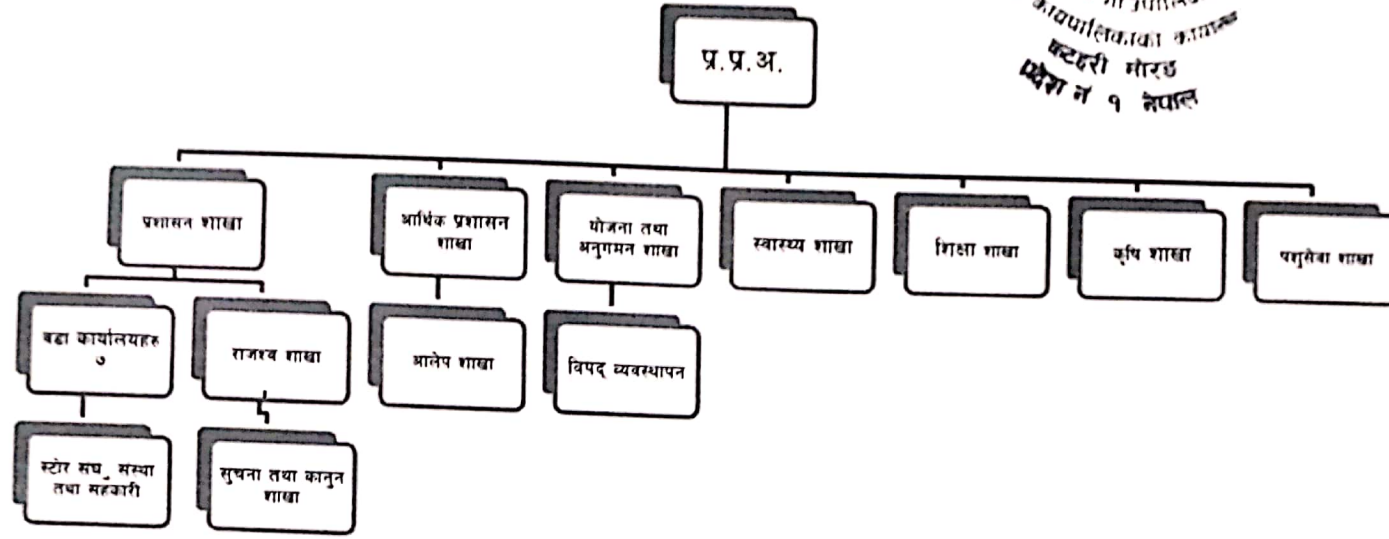 कार्यपालिकाको कार्यालय
कटहरी मोरङ
प्रदेश नं १ नेपाल
प्र.प्र.अ.
प्रशासन शाखा
आर्थिक प्रशासन
शाखा
योजना तथा
अनुगमन शाखा
स्वास्थ्य शाखा
शिक्षा शाखा
कृषि शाखा
पशुसेवा शाखा
वडा कार्यालयहरु
७
राजश्व शाखा
आलेप शाखा
विपद् व्यवस्थापन
स्टोर संघ, संस्था
तथा सहकारी
सुचना तथा कानुन
शाखा